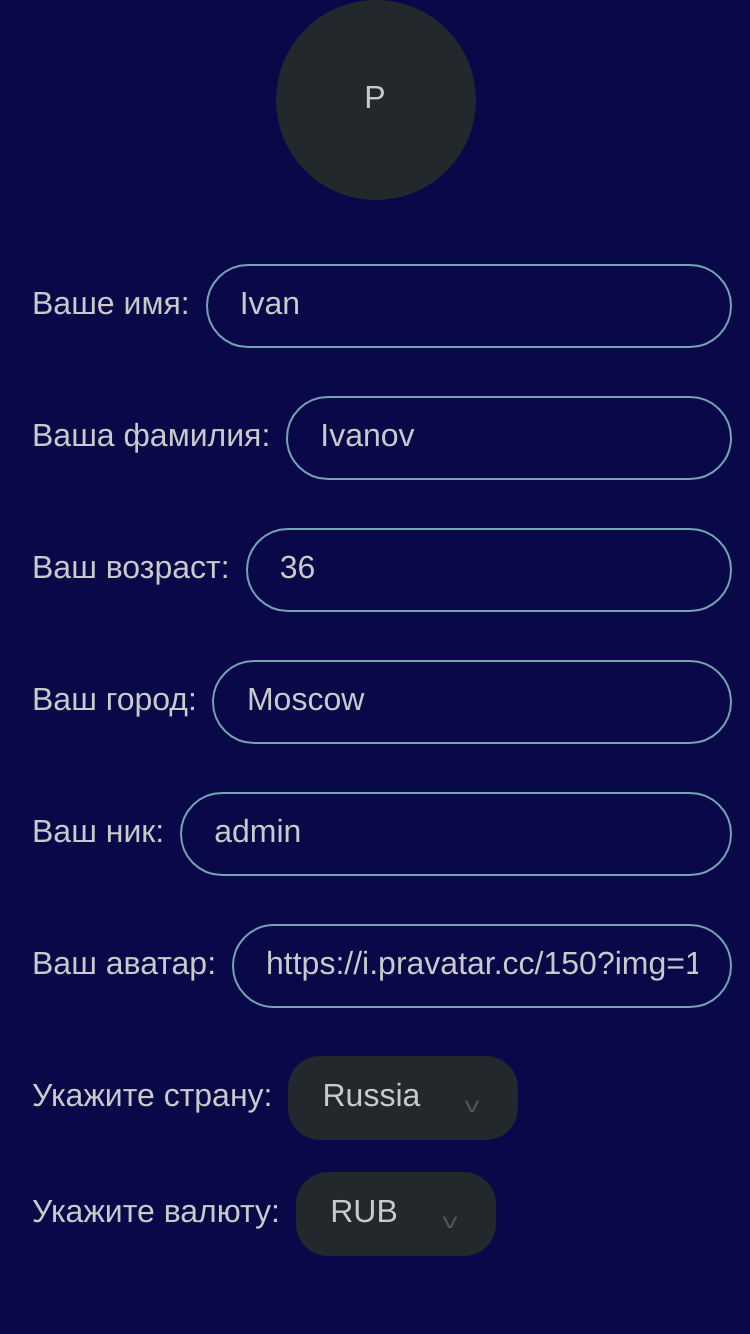 P
Ваше имя: Ivan
Ваша фамилия: Ivanov
Ваш возраст: 36
Ваш город: Moscow
Ваш ник: admin
Ваш аватар: https://i.pravatar.cc/150?img=1
Укажите страну: Russia
Укажите валюту: RUB